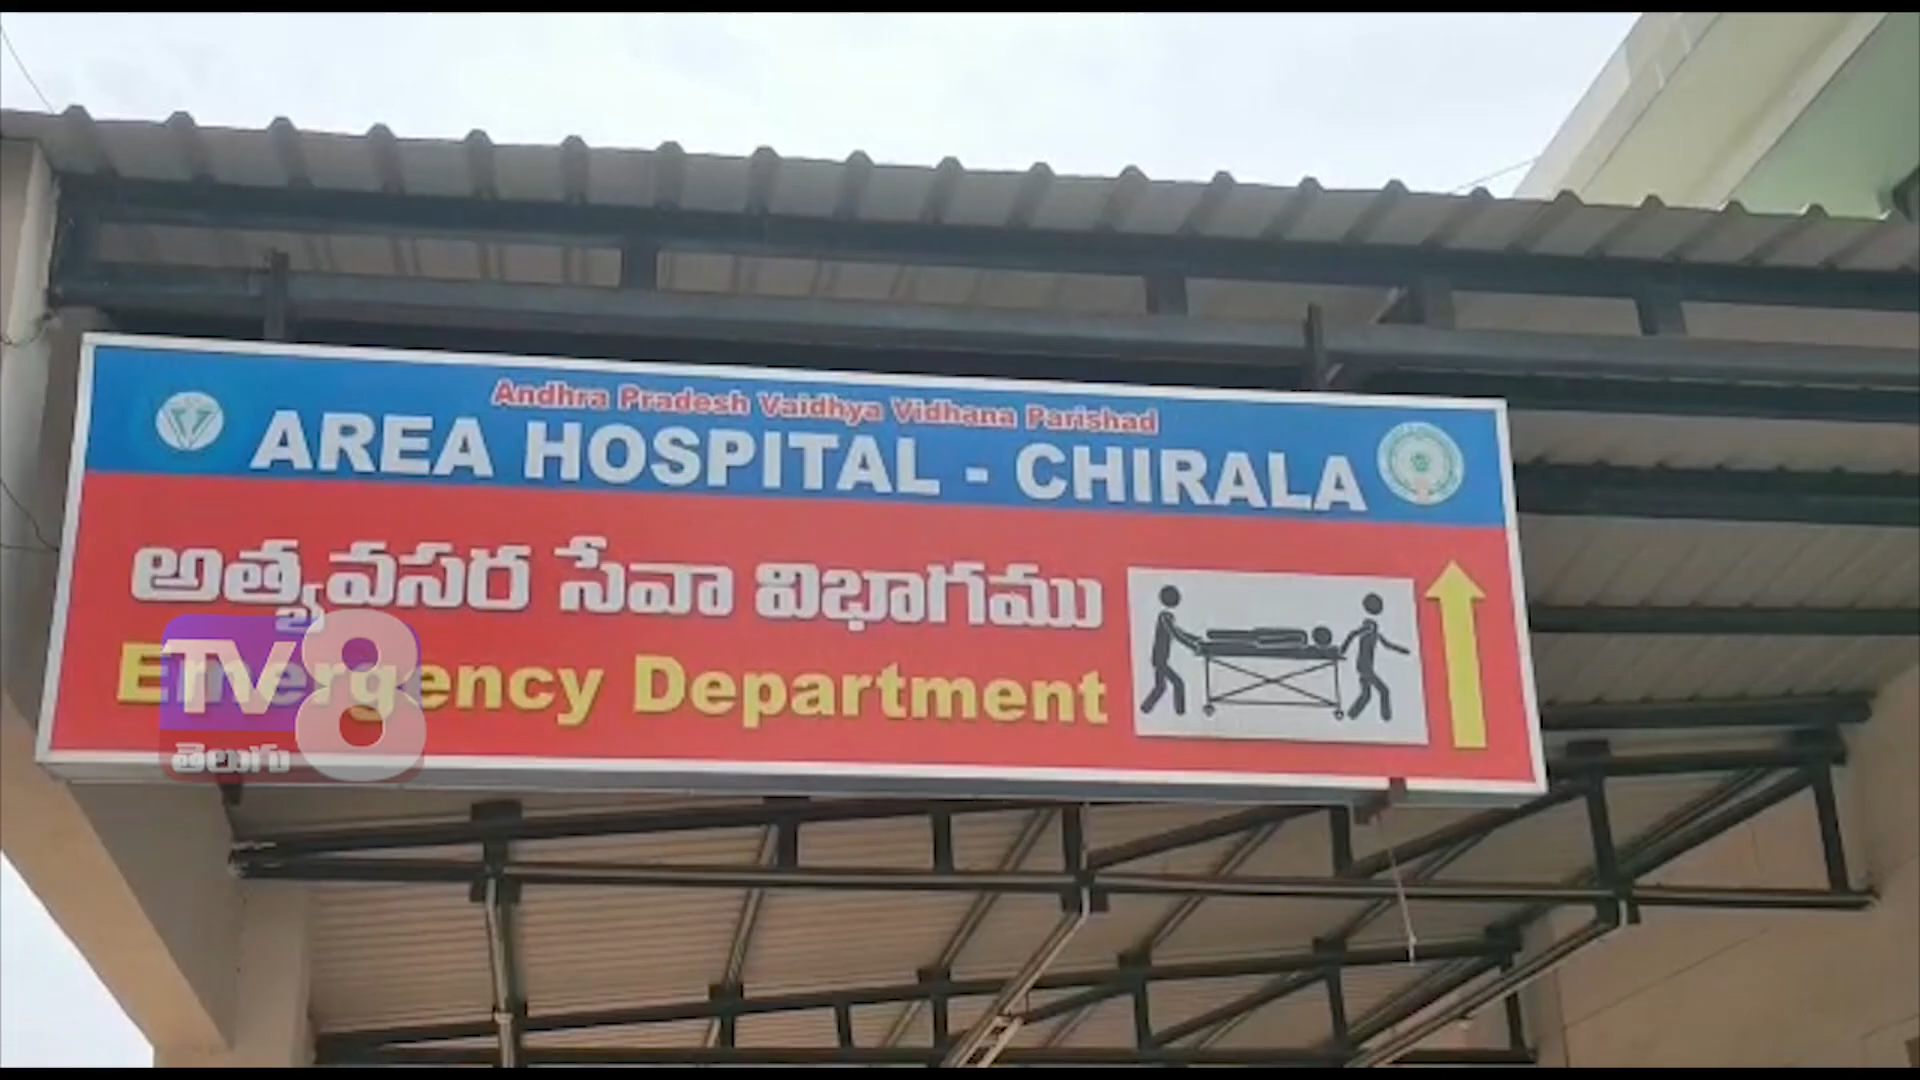 Andhra Pradesh Vaidhya Vidhana Parishad
AREA HOSPITAL - CHIRALA
అత్యవసర సేవా విభాగము
Emergency Department
TV8
తెలుగు